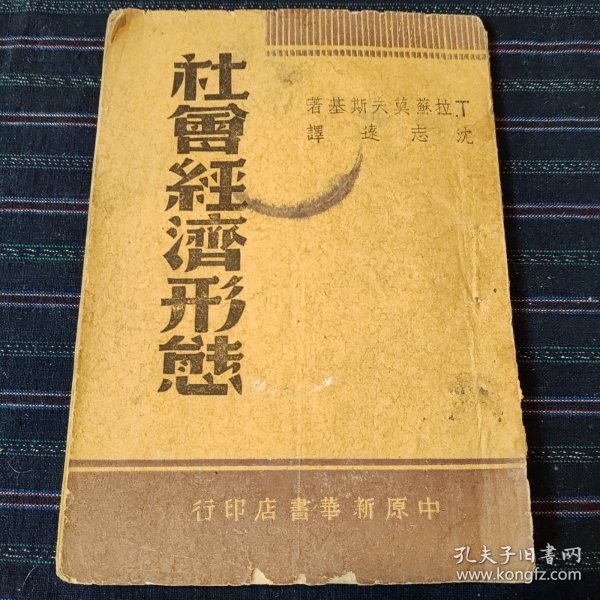 T.拉蘇莫夫斯基著
沈志遠譯
社會經濟形態
中原新華書店印行
孔夫子旧书网
www.kongfz.com